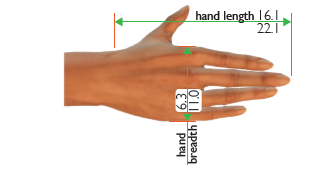 hand length 16.1
22.1
6.3
11.0
hand
breadth